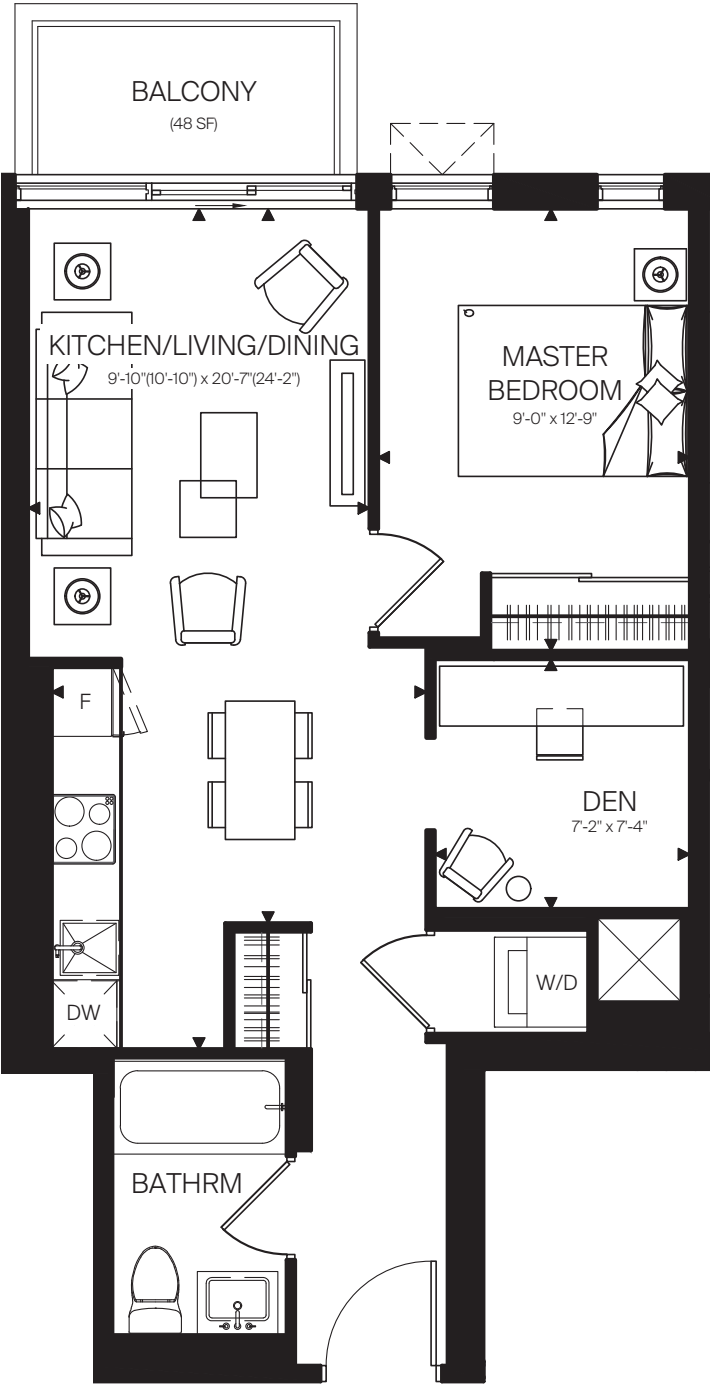 BALCONY
(48 SF)
KITCHEN/LIVING/DINING
9'-10"(10'-10") x 20'-7"(24'-2")
MASTER
BEDROOM
9'-0" x 12'-9"
F
DEN
7'-2" x 7'-4"
W/D
DW
BATHRM